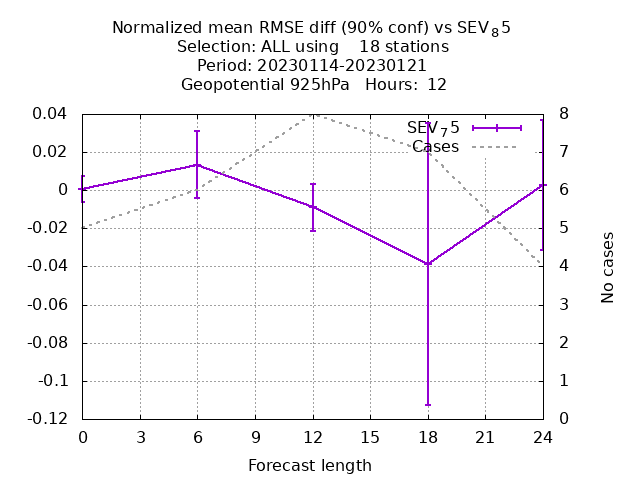 Normalized mean RMSE diff (90% conf) vs SEV₈5
Selection: ALL using    18 stations
Period: 20230114-20230121
Geopotential 925hPa   Hours:  12
SEV₇5
Cases
0.04
0.02
0
-0.02
-0.04
-0.06
-0.08
-0.1
-0.12
8
7
6
5
4
3
2
1
0
No cases
0 3 6 9 12 15 18 21 24
Forecast length